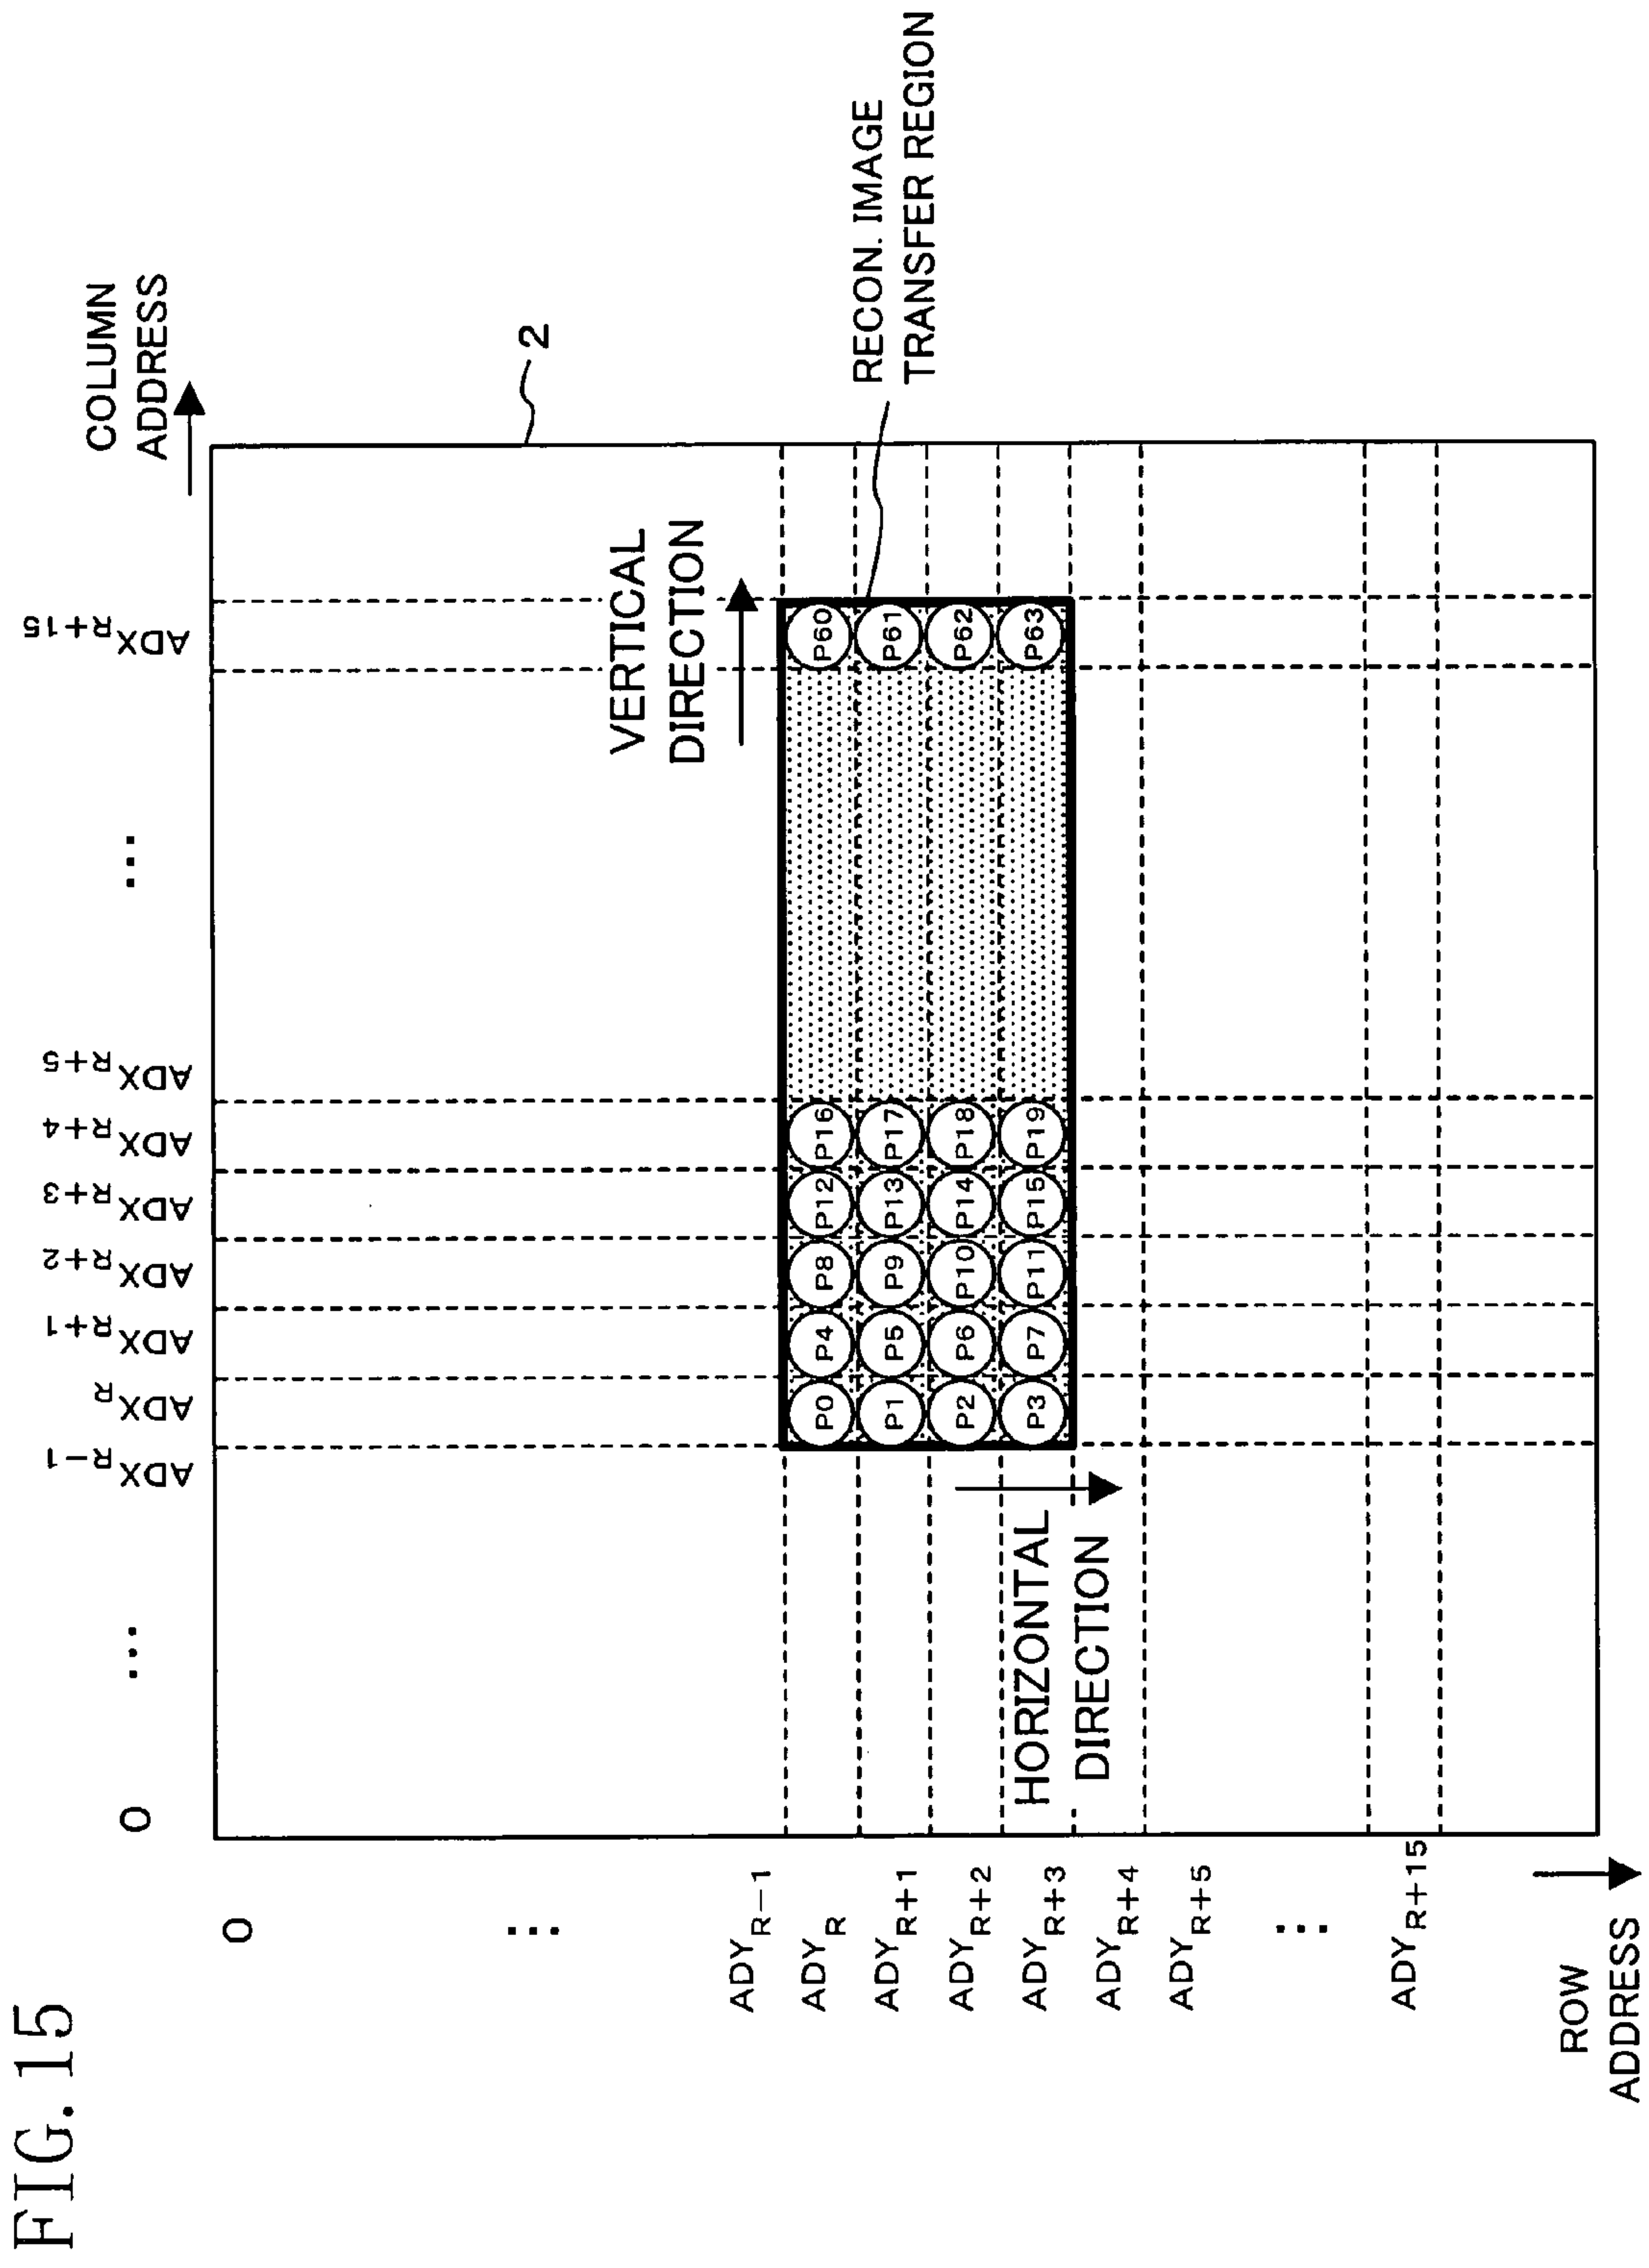 FIG. 15
COLUMN
ADDRESS
0
...
ADX R-1
ADX R
ADX R+1
ADX R+2
ADX R+3
ADX R+4
ADX R+5
...
ADX R+15
2
0
...
ADY R-1
ADY R
ADY R+1
ADY R+2
ADY R+3
ADY R+4
ADY R+5
...
ADY R+15
ROW
ADDRESS
VERTICAL
DIRECTION
HORIZONTAL
DIRECTION
P0 P4 P8 P12 P16 P60
P1 P5 P9 P13 P17 P61
P2 P6 P10 P14 P18 P62
P3 P7 P11 P15 P19 P63
RECON. IMAGE
TRANSFER REGION